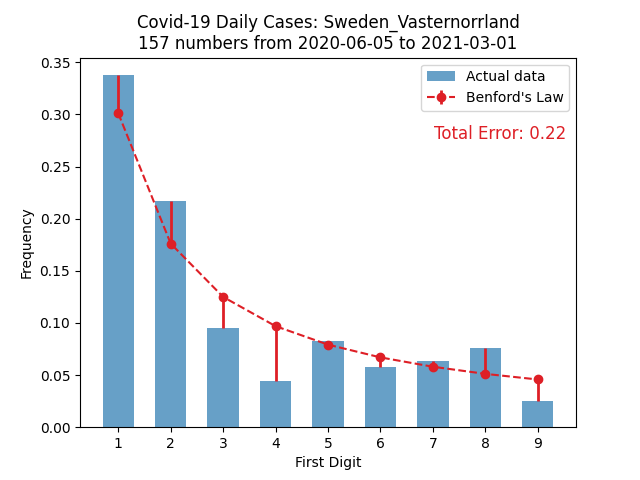 Covid-19 Daily Cases: Sweden_Vasternorrland
157 numbers from 2020-06-05 to 2021-03-01
Actual data
Benford's Law
Total Error: 0.22
Frequency
0.35
0.30
0.25
0.20
0.15
0.10
0.05
0.00
1 2 3 4 5 6 7 8 9
First Digit